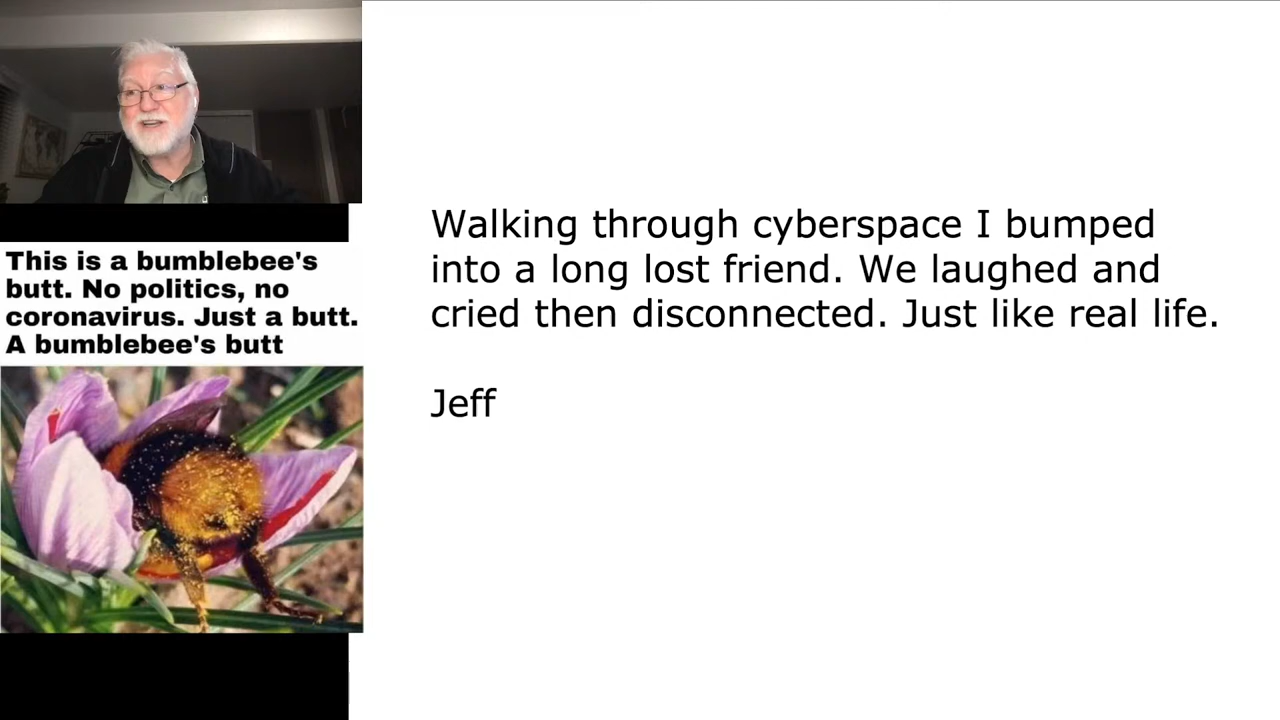 This is a bumblebee's
butt. No politics, no
coronavirus. Just a butt.
A bumblebee's butt
Walking through cyberspace I bumped
into a long lost friend. We laughed and
cried then disconnected. Just like real life.
Jeff